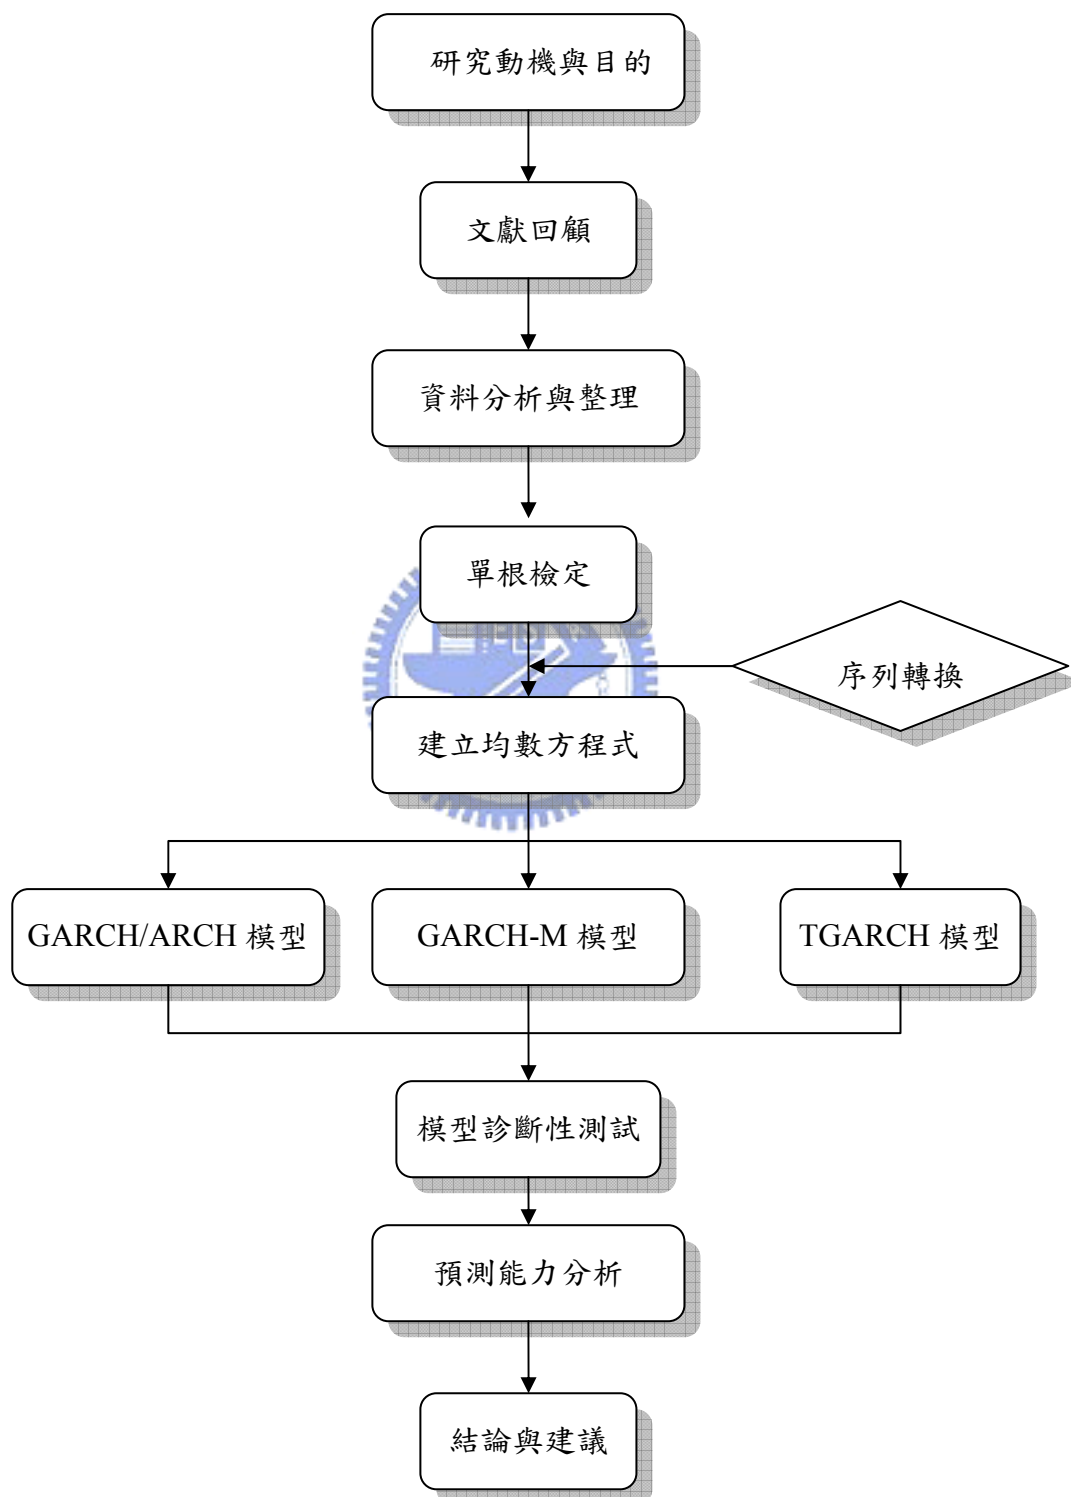 研究動機與目的
文獻回顧
資料分析與整理
單根檢定
序列轉換
建立均數方程式
GARCH/ARCH 模型
GARCH-M 模型
TGARCH 模型
模型診斷性測試
預測能力分析
結論與建議